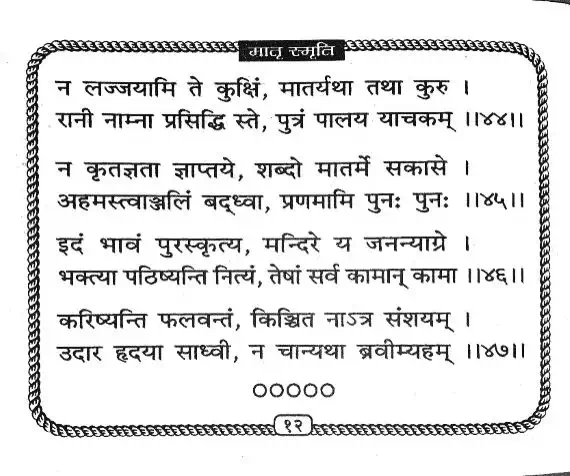 मातृ स्मृति
न लज्जयामि ते कुक्षिं, मातर्यथा तथा कुरु ।
रानी नाम्ना प्रसिद्धि स्ते, पुत्रं पालय याचकम् ।।४४।।
न कृतज्ञता ज्ञाप्तये, शब्दो मातर्मे सकासे ।
अहमस्त्वाञ्जलिं बद्ध्वा, प्रणमामि पुनः पुनः ।।४५।।
इदं भावं पुरस्कृत्य, मन्दिरे य जनन्याग्रे ।
भक्त्या पठिष्यन्ति नित्यं, तेषां सर्व कामान् कामा ।।४६।।
करिष्यन्ति फलवन्तं, किञ्चित नाऽत्र संशयम् ।
उदार हृदया साध्वी, न चान्यथा ब्रवीम्यहम् ।।४७।।
१२